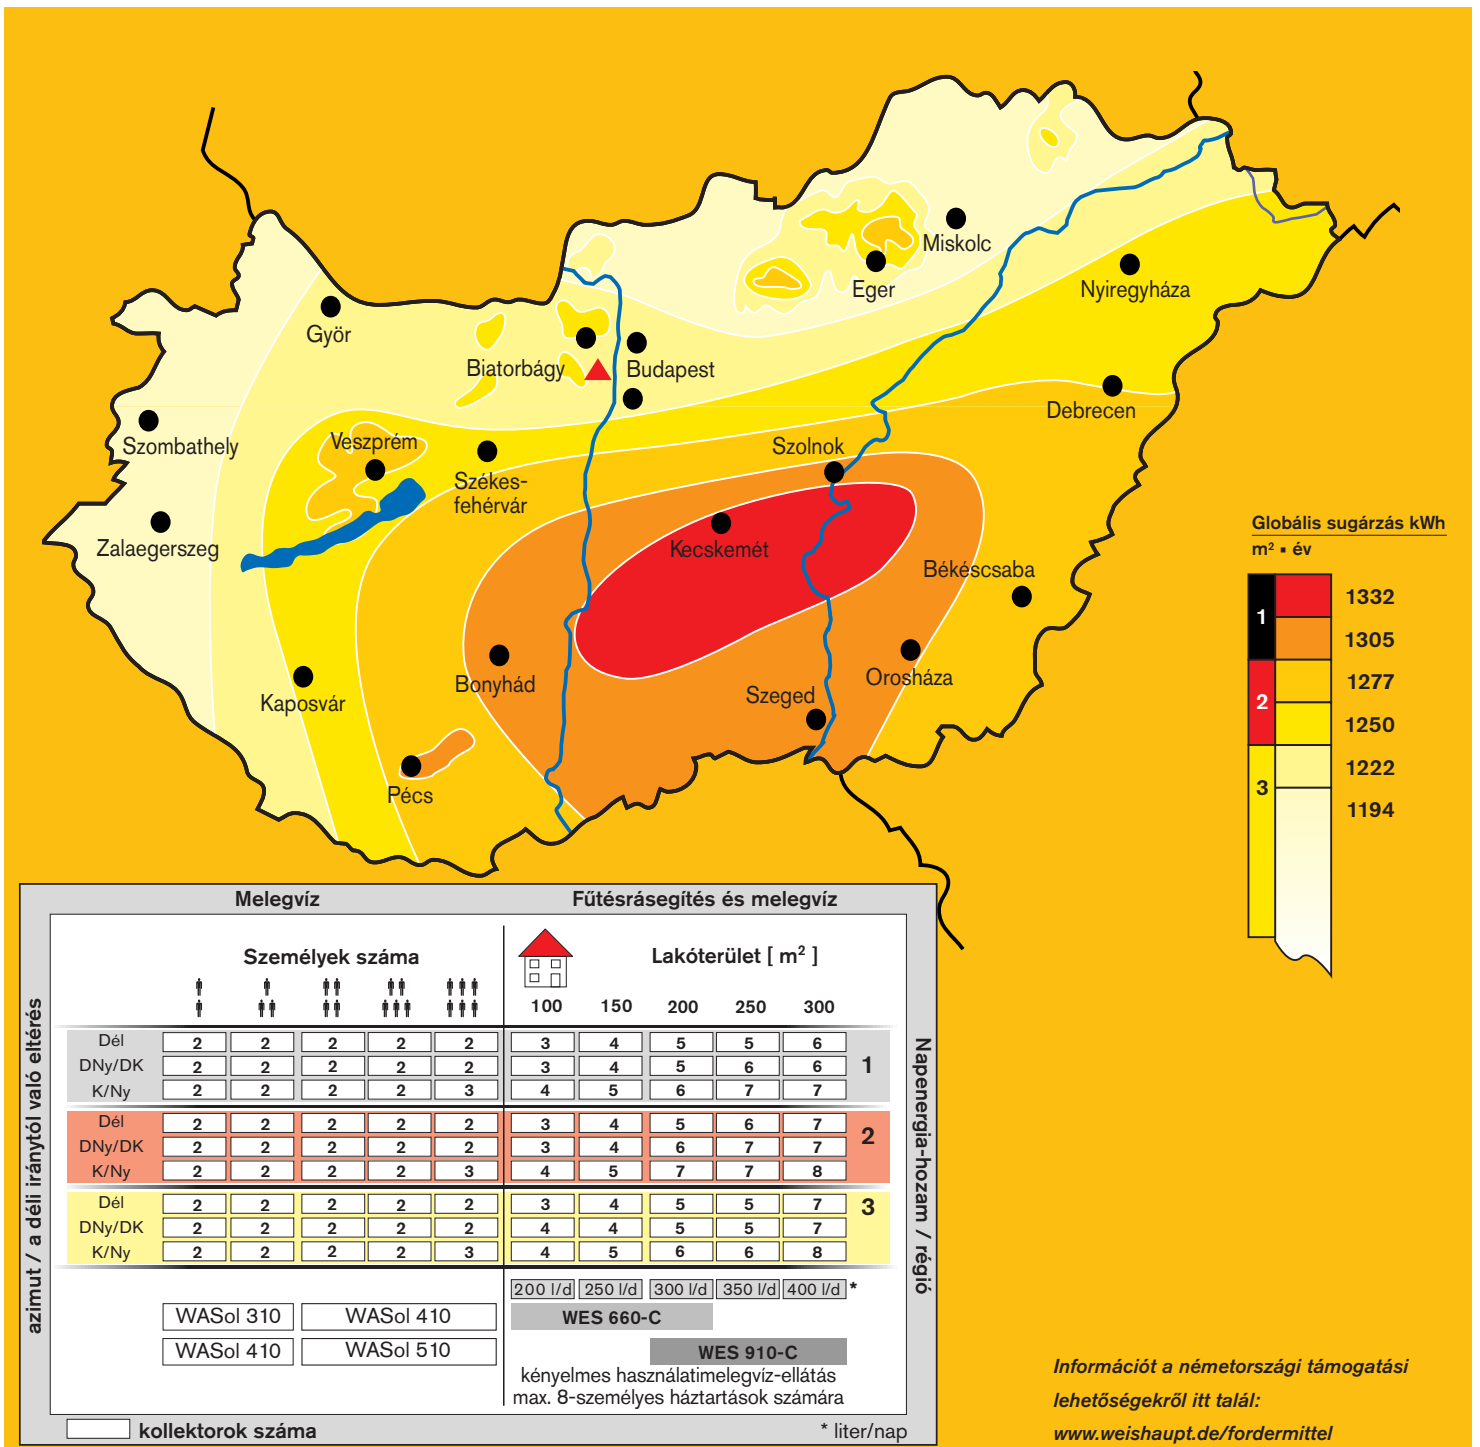 Miskolc
Eger
Nyiregyháza
Györ
Biatorbágy
Budapest
Debrecen
Szombathely
Veszprém
Szolnok
Székes-
fehérvár
Zalaegerszeg
Kecskemét
Békéscsaba
Kaposvár
Bonyhád
Orosháza
Szeged
Pécs
Globális sugárzás kWh
m² ▪ év
1
2
3
1332
1305
1277
1250
1222
1194
Melegvíz
Fűtésrásegítés és melegvíz
azimut / a déli iránytól való eltérés
Napenergia-hozam / régió
Személyek száma
Lakóterület [ m² ]
100 150 200 250 300
Dél 2 2 2 2 2 3 4 5 5 6
DNy/DK 2 2 2 2 2 3 4 5 6 6 1
K/Ny 2 2 2 2 3 4 5 6 7 7
Dél 2 2 2 2 2 3 4 5 6 7
DNy/DK 2 2 2 2 2 3 4 6 7 7 2
K/Ny 2 2 2 2 3 4 5 7 7 8
Dél 2 2 2 2 2 3 4 5 5 7 3
DNy/DK 2 2 2 2 2 4 4 5 5 7
K/Ny 2 2 2 2 3 4 5 6 6 8
200 l/d 250 l/d 300 l/d 350 l/d 400 l/d *
WASol 310 WASol 410 WES 660-C
WASol 410 WASol 510 WES 910-C
kényelmes használatimelegvíz-ellátás
max. 8-személyes háztartások számára
kollektorok száma
* liter/nap
Információt a németországi támogatási
lehetőségekről itt talál:
www.weishaupt.de/fordermittel